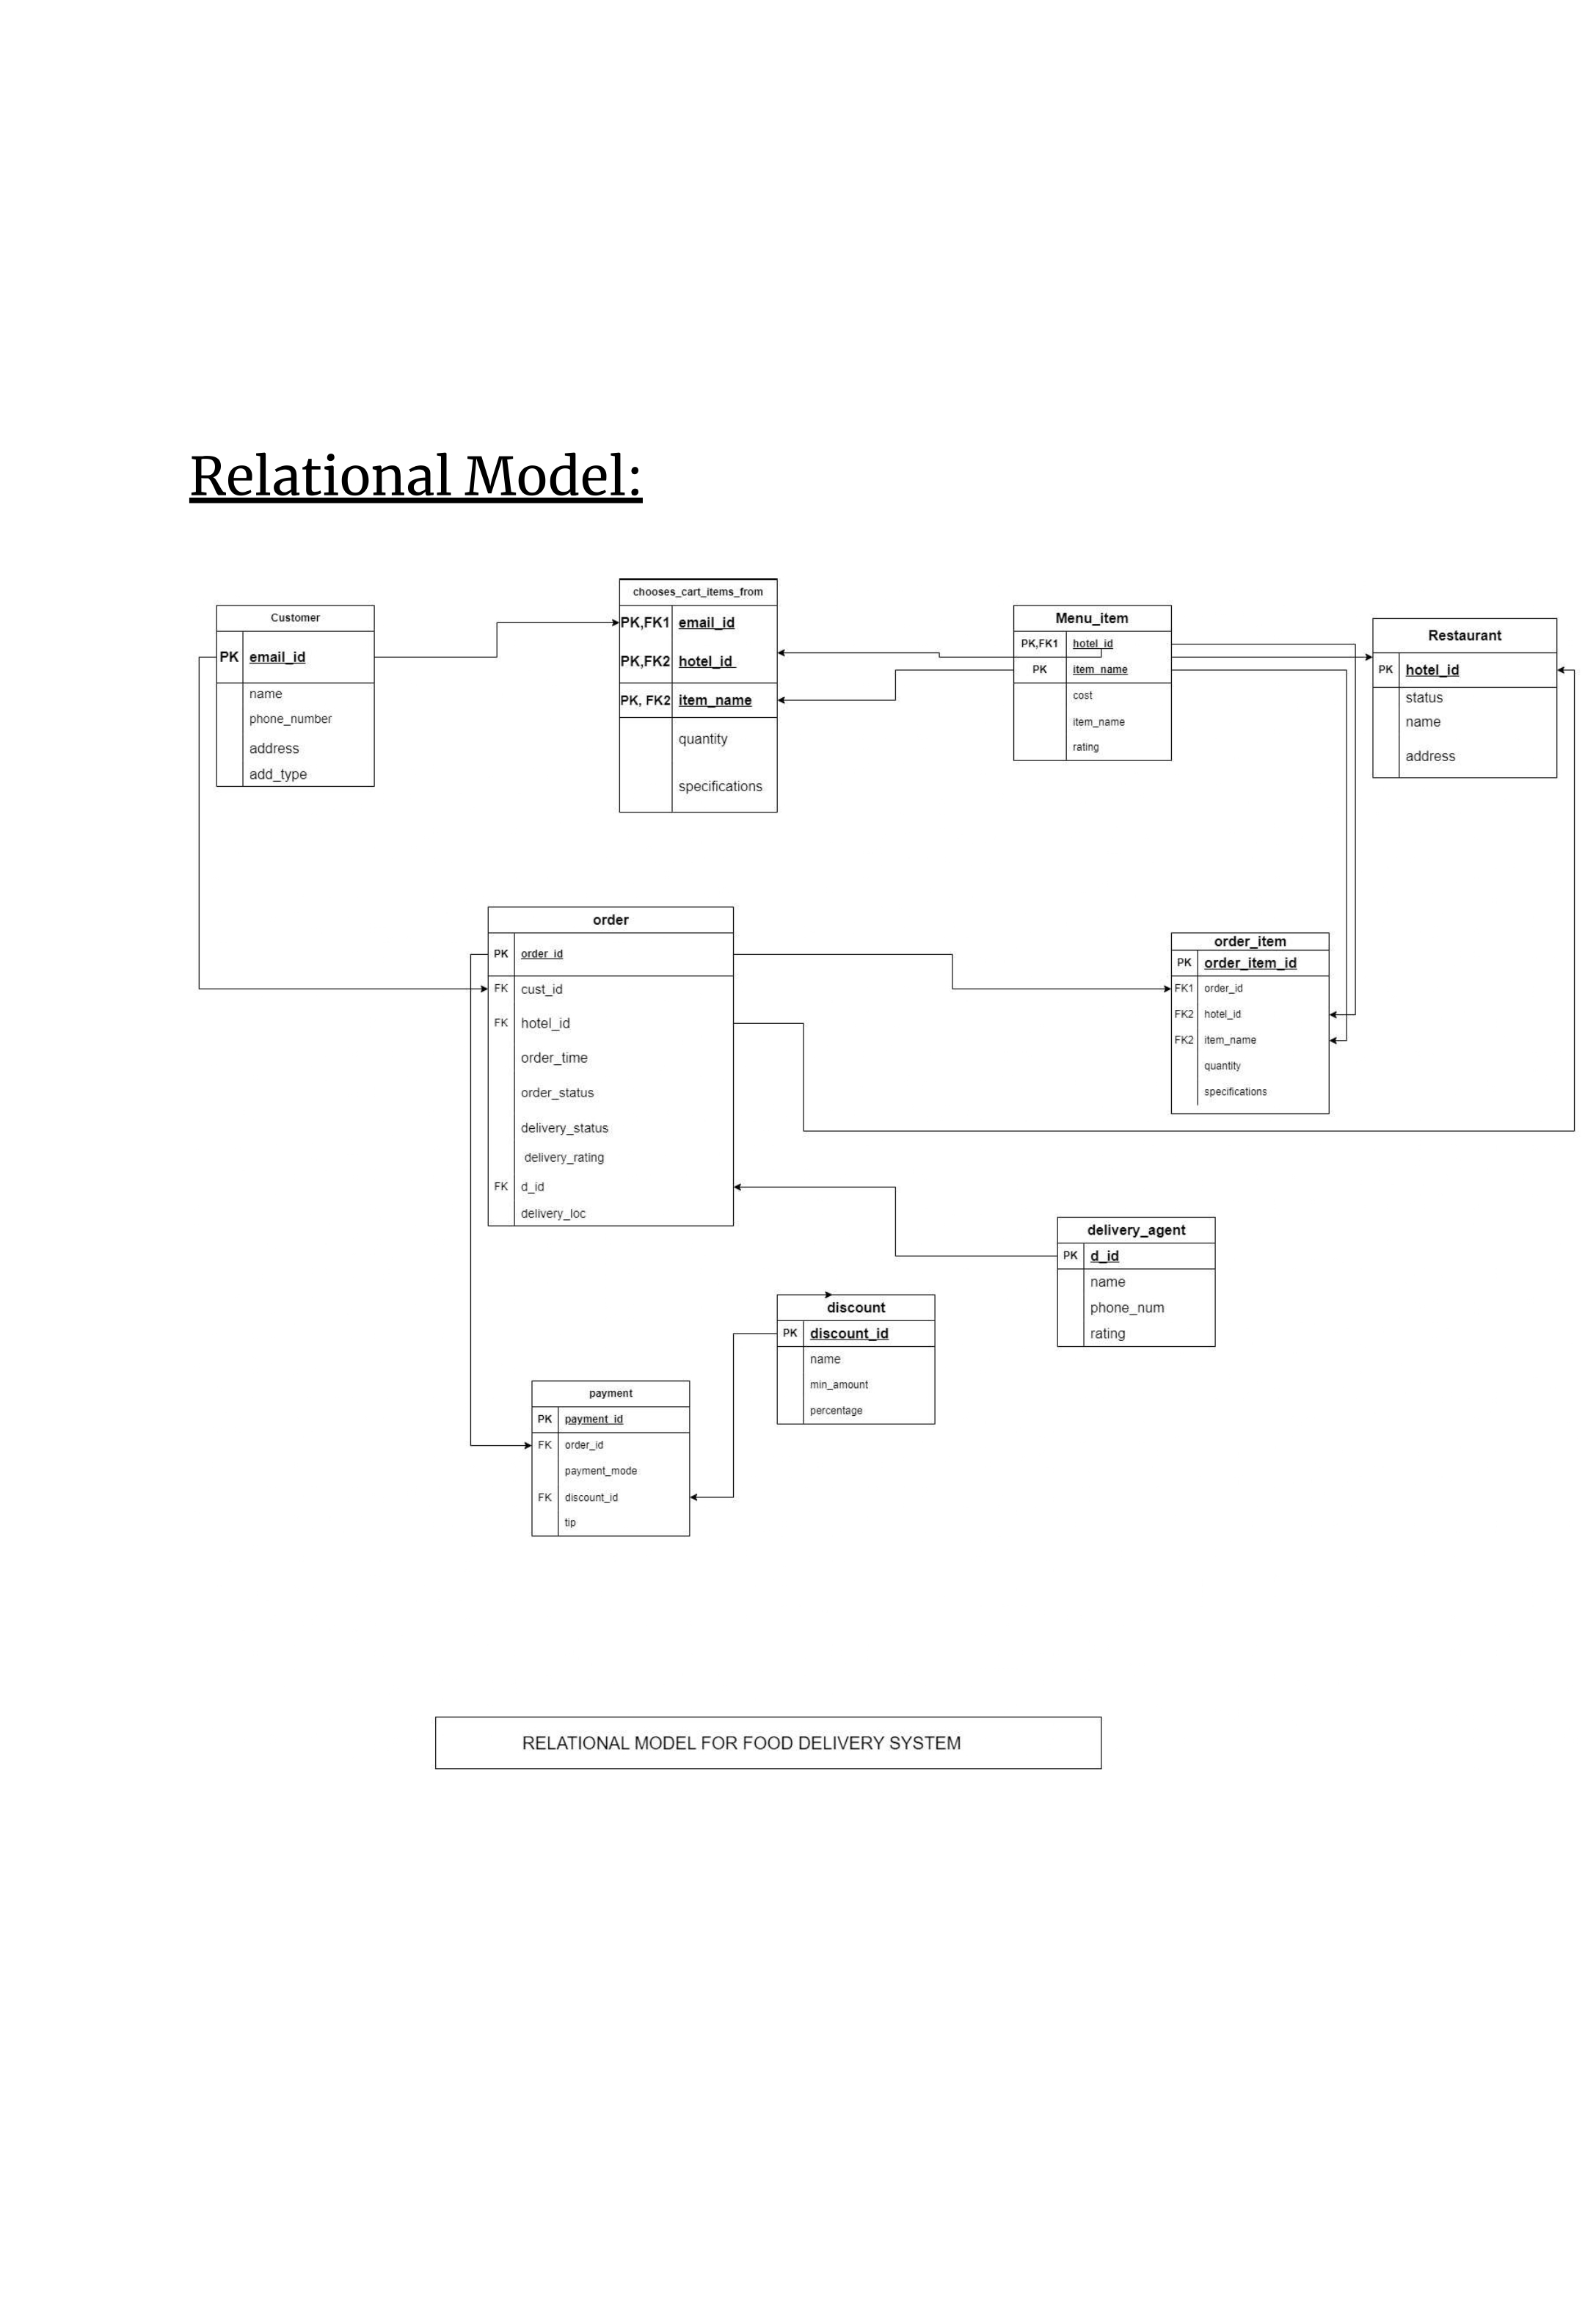 Relational Model:
Customer
PK email_id
name
phone_number
address
add_type
chooses_cart_items_from
PK,FK1 email_id
PK,FK2 hotel_id
PK, FK2 item_name
quantity
specifications
Menu_item
PK,FK1 hotel_id
PK item_name
cost
item_name
rating
Restaurant
PK hotel_id
status
name
address
order
PK order_id
FK cust_id
FK hotel_id
order_time
order_status
delivery_status
delivery_rating
FK d_id
delivery_loc
order_item
PK order_item_id
FK1 order_id
FK2 hotel_id
FK2 item_name
quantity
specifications
delivery_agent
PK d_id
name
phone_num
rating
discount
PK discount_id
name
min_amount
percentage
payment
PK payment_id
FK order_id
payment_mode
FK discount_id
tip
RELATIONAL MODEL FOR FOOD DELIVERY SYSTEM